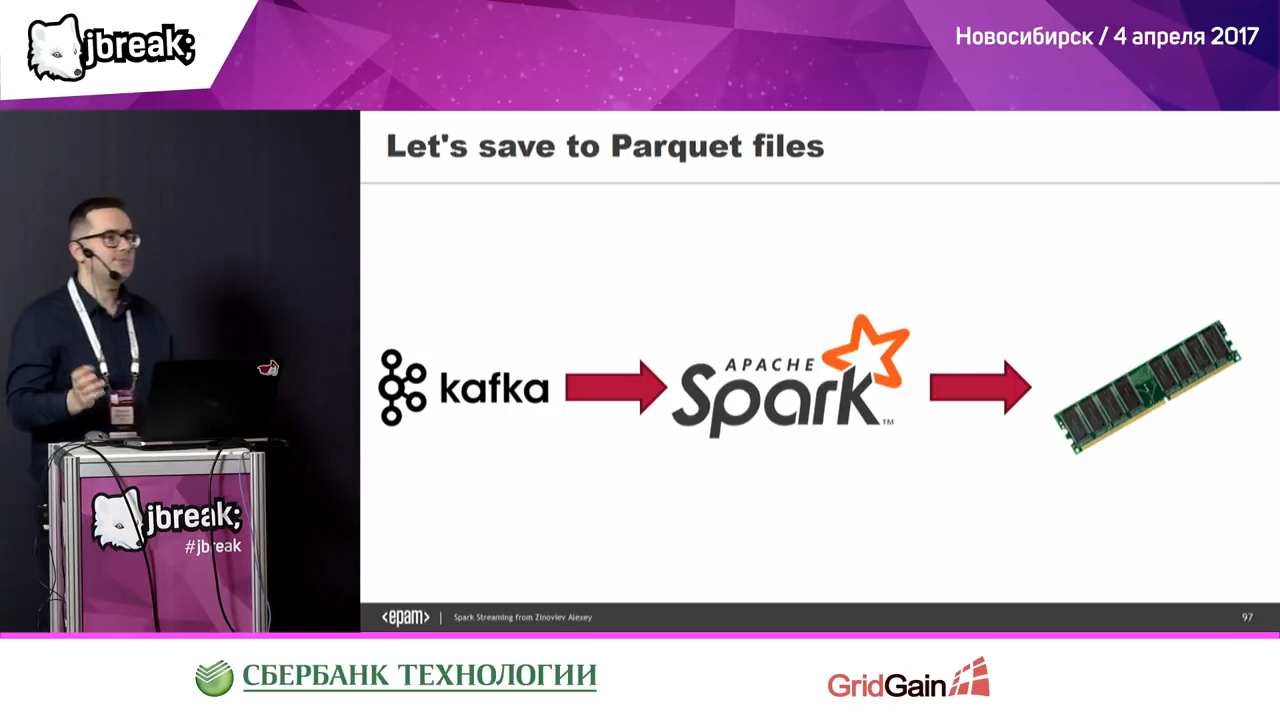 jbreak;
Новосибирск / 4 апреля 2017
Let's save to Parquet files
kafka
APACHE
Spark™
jbreak;
#jbreak
<epam> | Spark Streaming from Zinoviev Alexey
97
СБЕРБАНК ТЕХНОЛОГИИ
GridGain